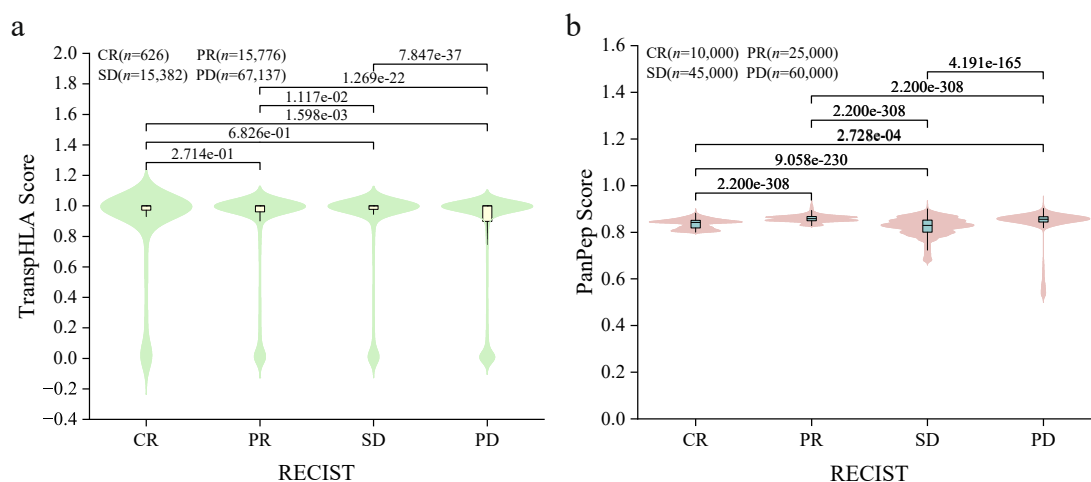 a
TranspHLA Score
2.0
1.8
1.6
1.4
1.2
1.0
0.8
0.6
0.4
0.2
0.0
−0.2
−0.4
CR(n=626) PR(n=15,776)
SD(n=15,382) PD(n=67,137)
7.847e-37
1.269e-22
1.117e-02
1.598e-03
6.826e-01
2.714e-01
CR PR SD PD
RECIST
b
PanPep Score
1.6
1.4
1.2
1.0
0.8
0.6
0.4
0.2
0.0
CR(n=10,000) PR(n=25,000)
SD(n=45,000) PD(n=60,000)
4.191e-165
2.200e-308
2.200e-308
2.728e-04
9.058e-230
2.200e-308
CR PR SD PD
RECIST